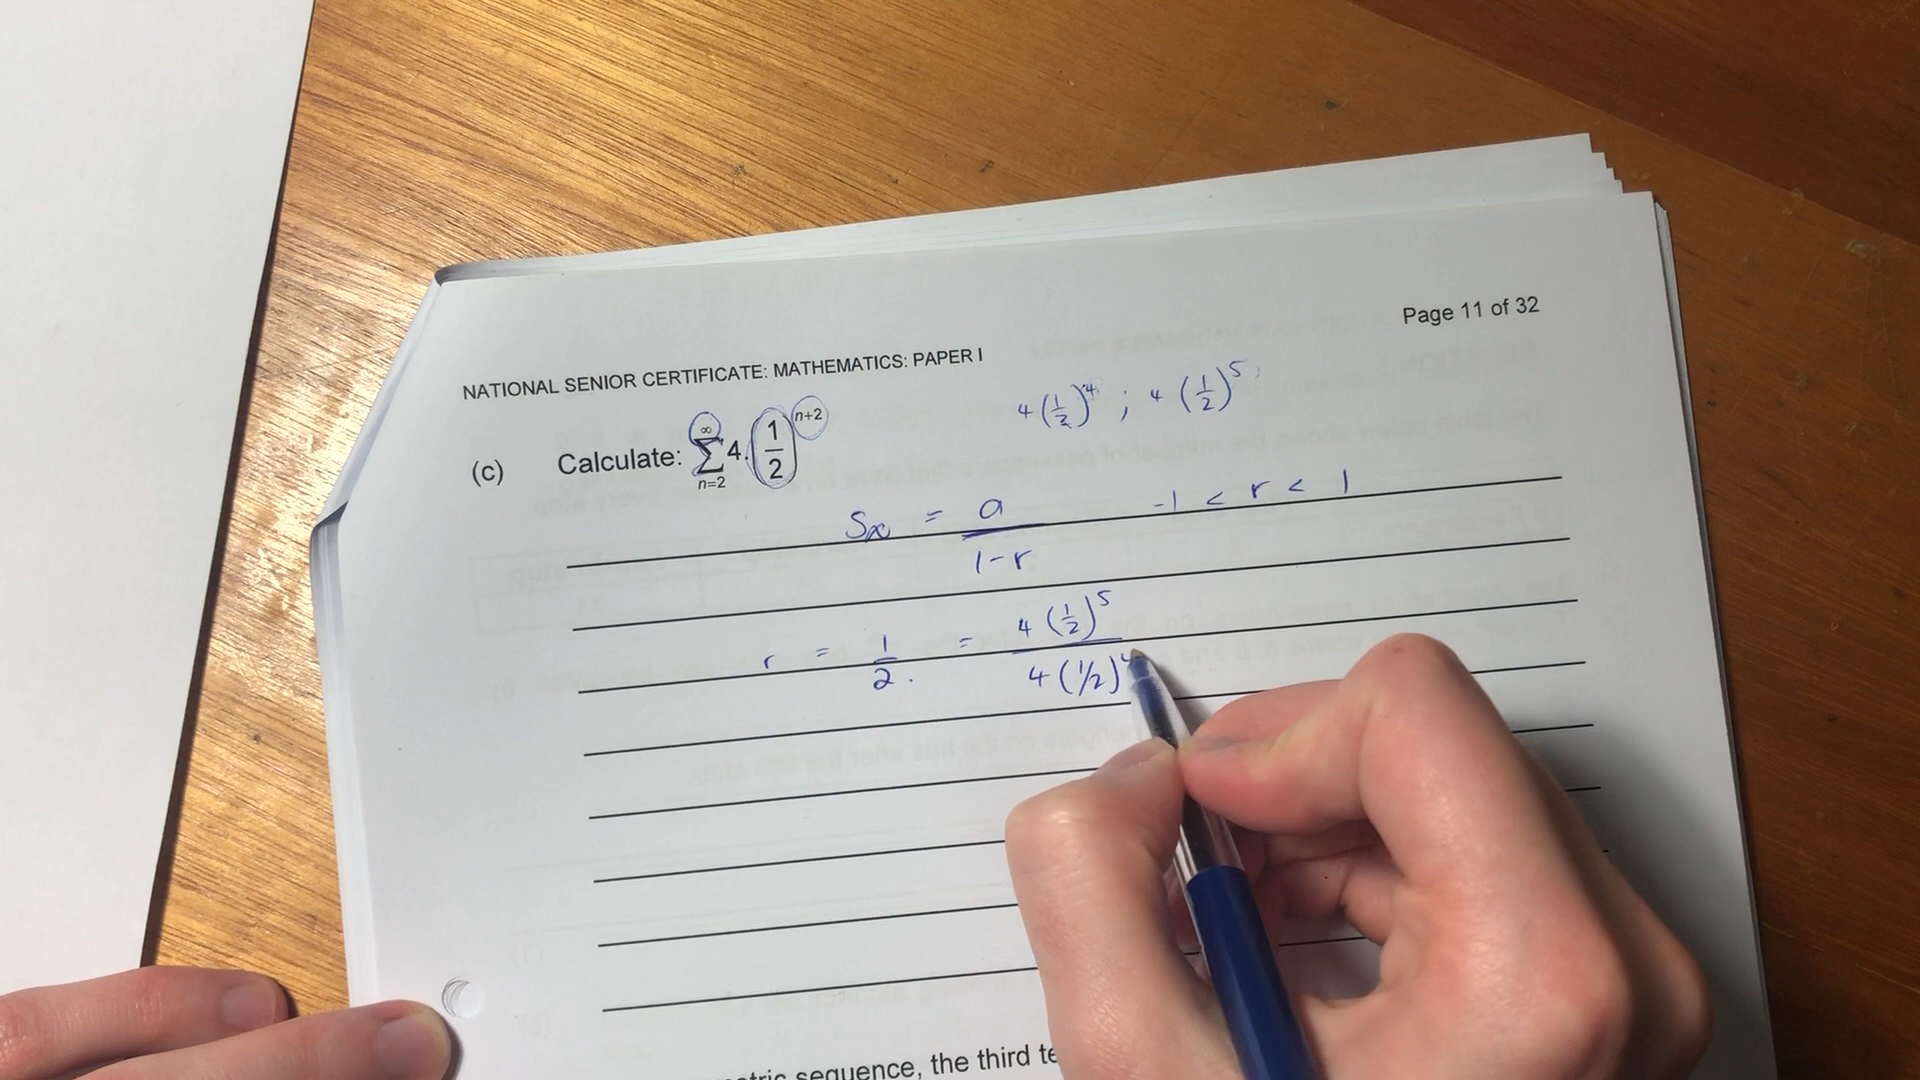 Page 11 of 32
NATIONAL SENIOR CERTIFICATE: MATHEMATICS: PAPER I
4(1/2)^4 ; 4(1/2)^5
(c) Calculate: ∞∑n=2 4.(1/2)^n+2
S∞ = a/1-r -1 < r < 1
r = 1/2. = 4(1/2)^5/4(1/2)^4
sequence, the third